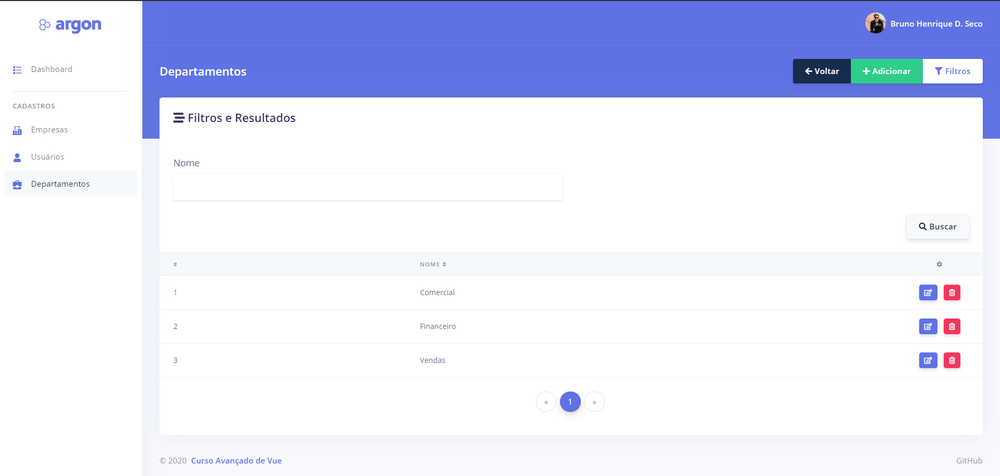 argon
Bruno Henrique D. Seco
Dashboard
CADASTROS
Empresas
Usuários
Departamentos
Departamentos
Voltar Adicionar Filtros
Filtros e Resultados
Nome
Buscar
# NOME
1 Comercial
2 Financeiro
3 Vendas
« 1 »
© 2020 Curso Avançado de Vue
GitHub